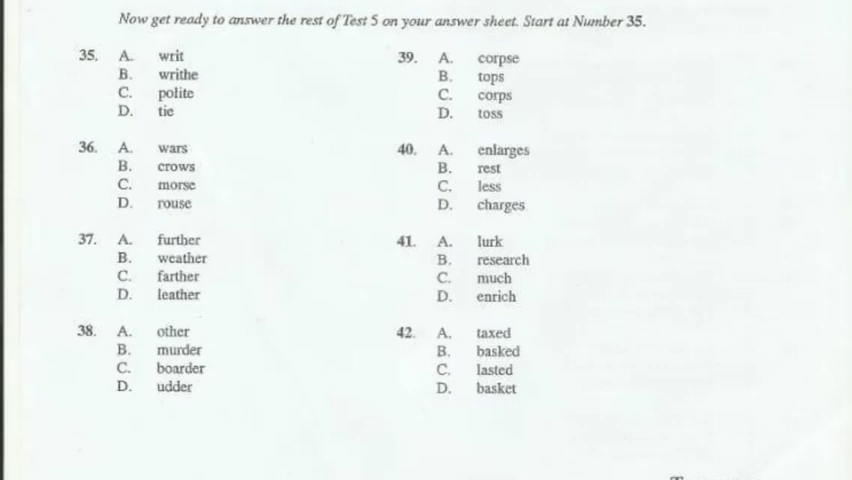 Now get ready to answer the rest of Test 5 on your answer sheet. Start at Number 35.
35. A. writ
B. writhe
C. polite
D. tie
36. A. wars
B. crows
C. morse
D. rouse
37. A. further
B. weather
C. farther
D. leather
38. A. other
B. murder
C. boarder
D. udder
39. A. corpse
B. tops
C. corps
D. toss
40. A. enlarges
B. rest
C. less
D. charges
41. A. lurk
B. research
C. much
D. enrich
42. A. taxed
B. basked
C. lasted
D. basket